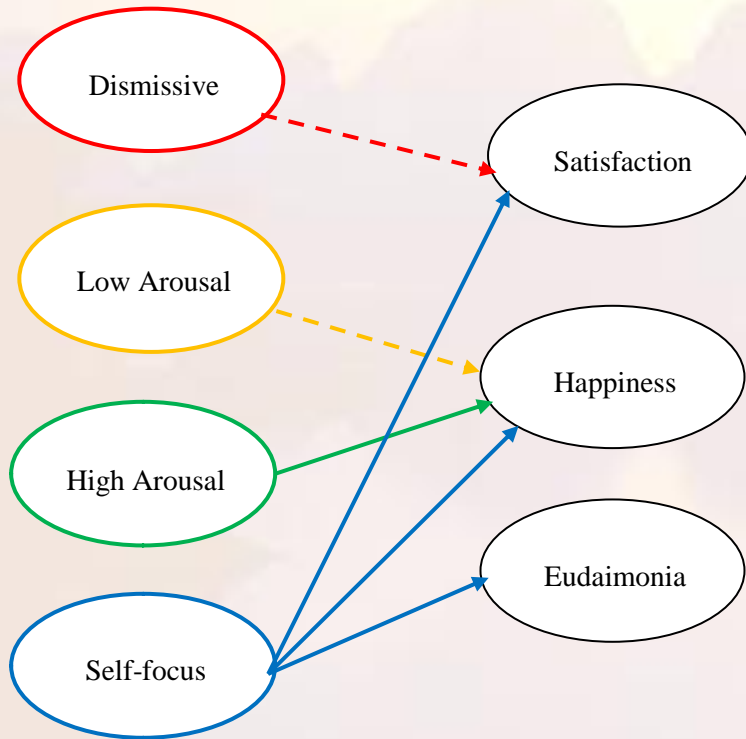 Dismissive
Satisfaction
Low Arousal
Happiness
High Arousal
Eudaimonia
Self-focus